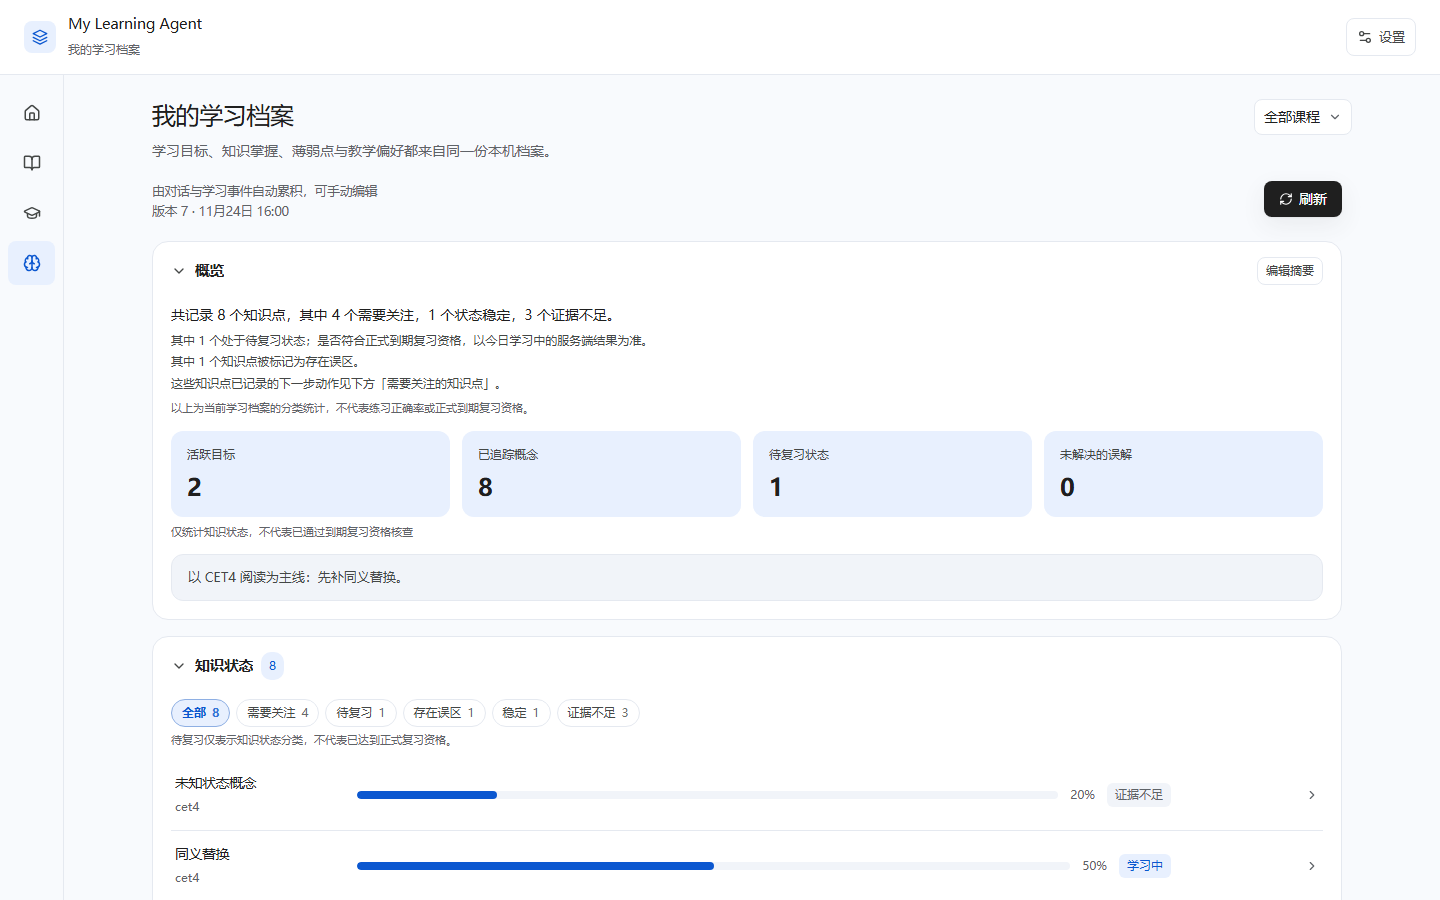 My Learning Agent
我的学习档案
设置
我的学习档案
全部课程
学习目标、知识掌握、薄弱点与教学偏好都来自同一份本机档案。
由对话与学习事件自动累积，可手动编辑
版本 7 · 11月24日 16:00
刷新
概览
编辑摘要
共记录 8 个知识点，其中 4 个需要关注，1 个状态稳定，3 个证据不足。
其中 1 个处于待复习状态；是否符合正式到期复习资格，以今日学习中的服务端结果为准。
其中 1 个知识点被标记为存在误区。
这些知识点已记录的下一步动作见下方「需要关注的知识点」。
以上为当前学习档案的分类统计，不代表练习正确率或正式到期复习资格。
活跃目标
2
已追踪概念
8
待复习状态
1
未解决的误解
0
仅统计知识状态，不代表已通过到期复习资格核查
以 CET4 阅读为主线：先补同义替换。
知识状态 8
全部 8 需要关注 4 待复习 1 存在误区 1 稳定 1 证据不足 3
待复习仅表示知识状态分类，不代表已达到正式复习资格。
未知状态概念
cet4
20% 证据不足
同义替换
cet4
50% 学习中